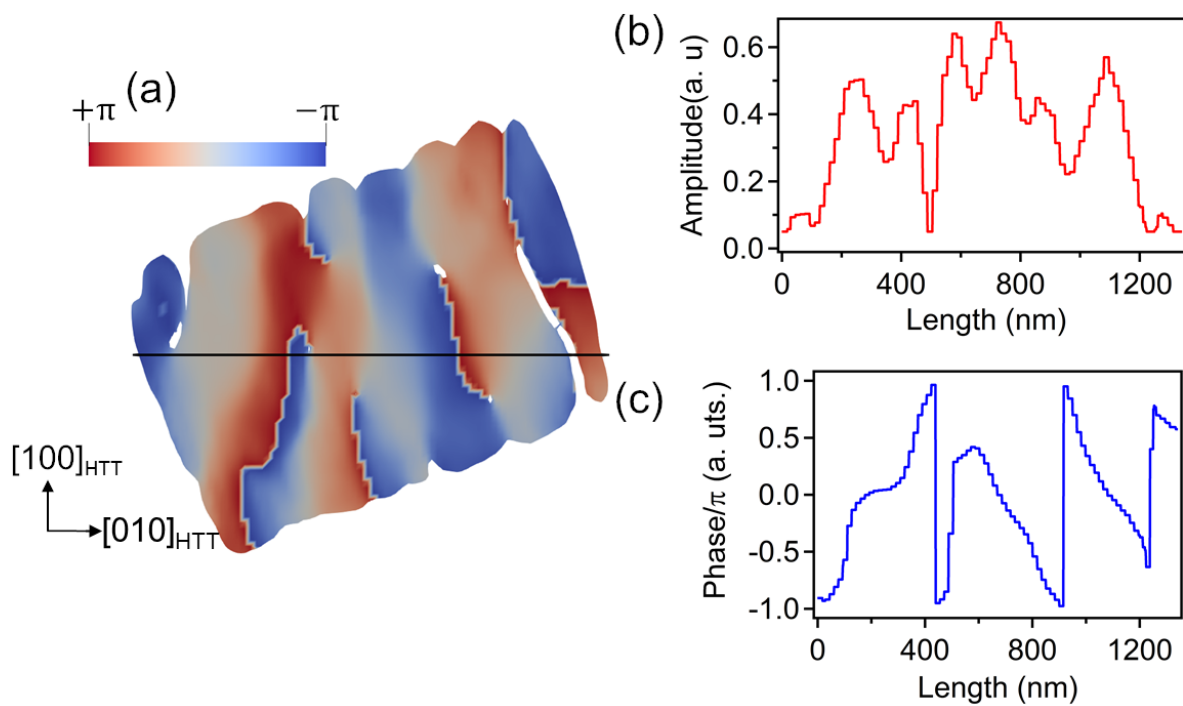 (a)
+π
−π
[100]HTT
[010]HTT
(b)
Amplitude(a. u)
0.6
0.4
0.2
0.0
0
400
800
1200
Length (nm)
(c)
Phase/π (a. uts.)
1.0
0.5
0.0
-0.5
-1.0
0
400
800
1200
Length (nm)